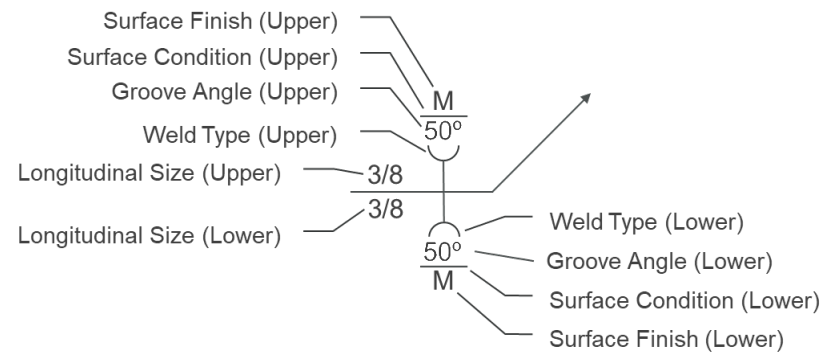 Surface Finish (Upper)
Surface Condition (Upper)
Groove Angle (Upper)
Weld Type (Upper)
Longitudinal Size (Upper)
Longitudinal Size (Lower)
M
50º
3/8
3/8
50º
M
Weld Type (Lower)
Groove Angle (Lower)
Surface Condition (Lower)
Surface Finish (Lower)